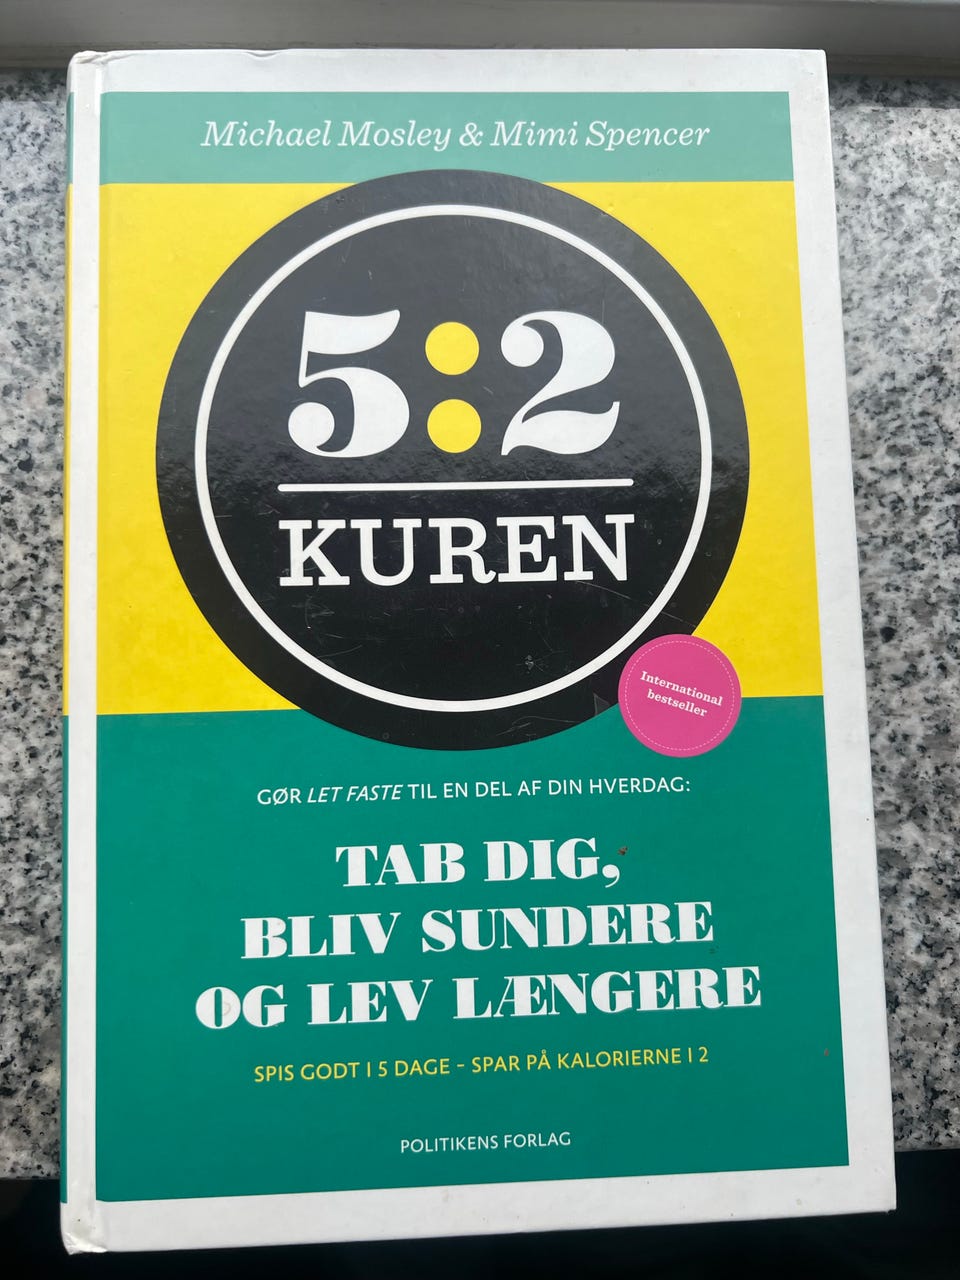 Michael Mosley & Mimi Spencer
5:2
KUREN
International
bestseller
GØR LET FASTE TIL EN DEL AF DIN HVERDAG:
TAB DIG,
BLIV SUNDERE
OG LEV LÆNGERE
SPIS GODT I 5 DAGE – SPAR PÅ KALORIERNE I 2
POLITIKENS FORLAG